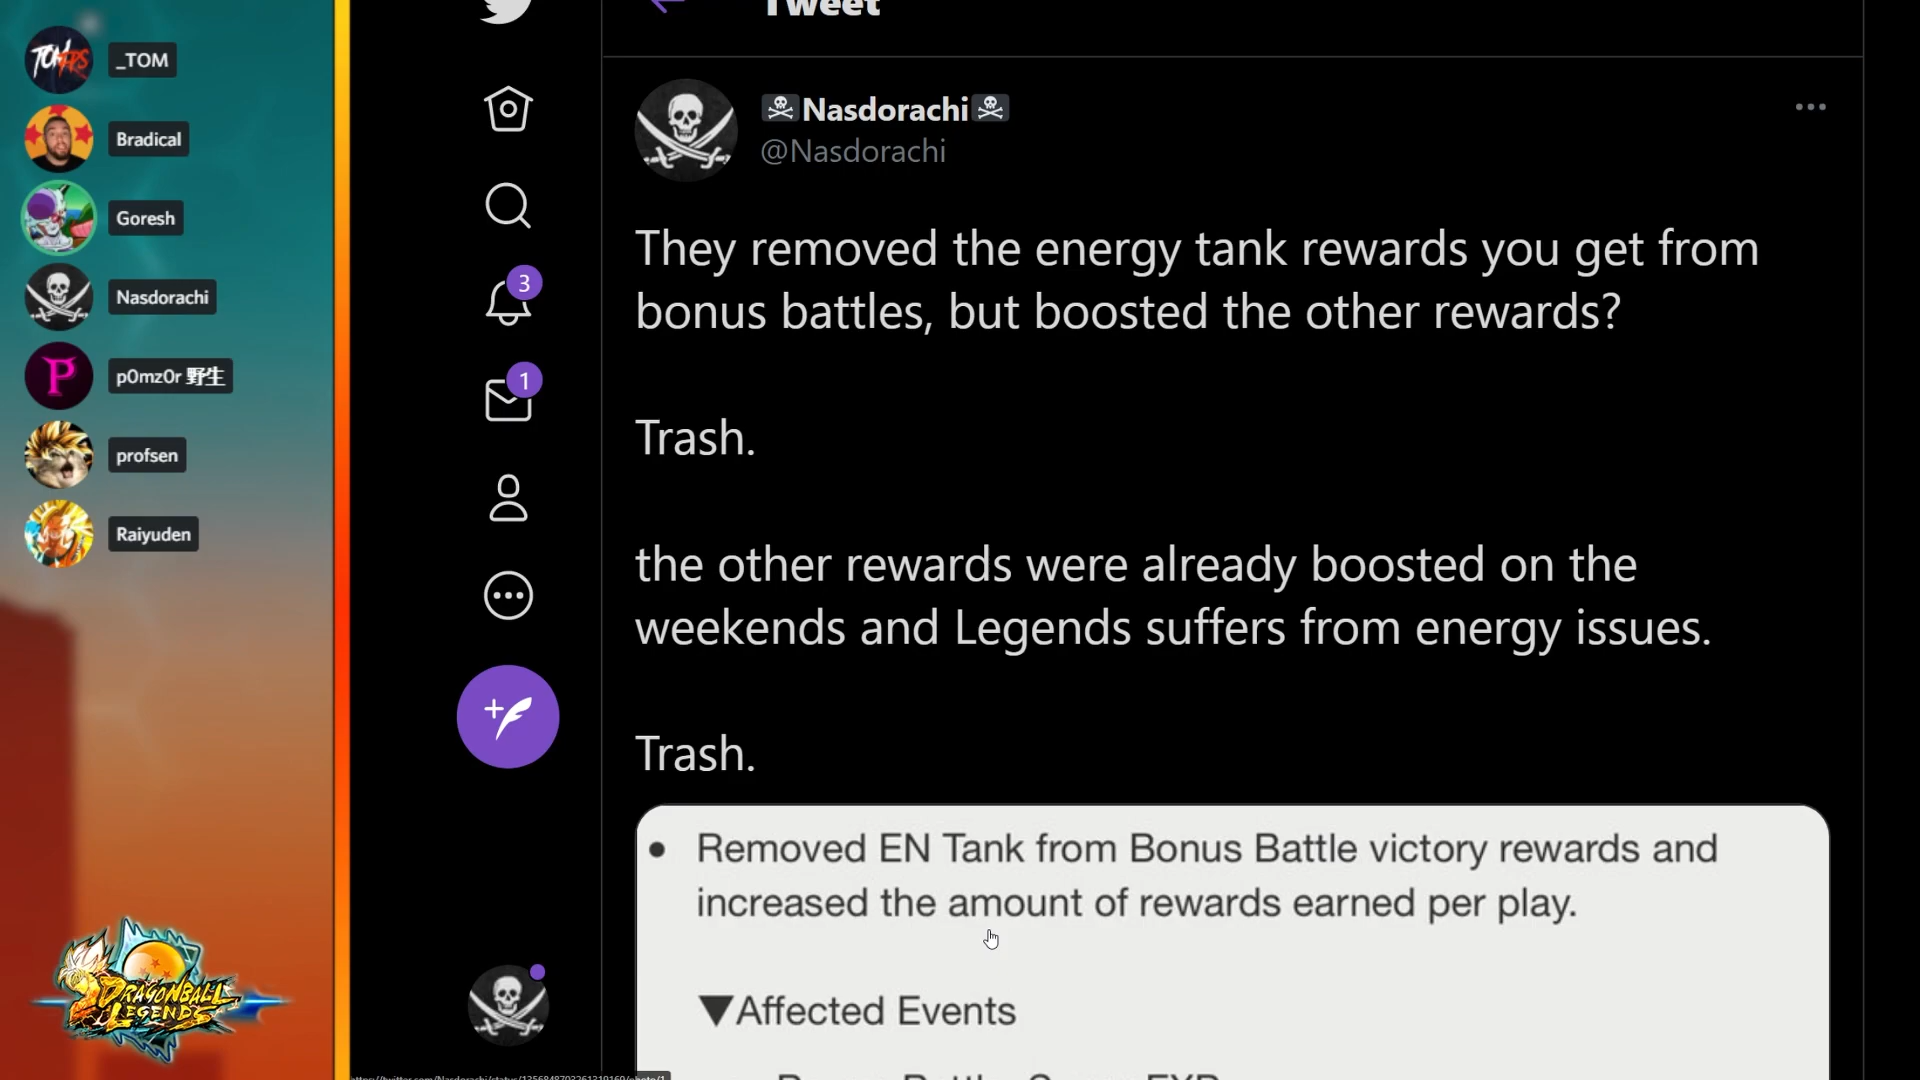 _TOM
Bradical
Goresh
Nasdorachi
p0mz0r 野生
profsen
Raiyuden
DRAGONBALL
LEGENDS
3
1
Tweet
Nasdorachi
@Nasdorachi
They removed the energy tank rewards you get from
bonus battles, but boosted the other rewards?
Trash.
the other rewards were already boosted on the
weekends and Legends suffers from energy issues.
Trash.
• Removed EN Tank from Bonus Battle victory rewards and
increased the amount of rewards earned per play.
▼Affected Events